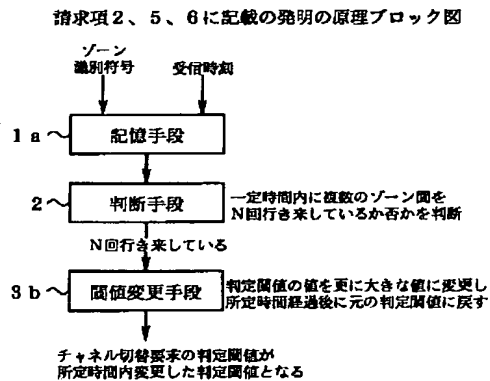 請求項2、5、6に記載の発明の原理ブロック図
ゾーン
識別符号
受信時刻
1a
記憶手段
2
判断手段
一定時間内に複数のゾーン間を
N回行き来しているか否かを判断
N回行き来している
3b
閾値変更手段
判定閾値の値を更に大きな値に変更し
所定時間経過後に元の判定閾値に戻す
チャネル切替要求の判定閾値が
所定時間内変更した判定閾値となる